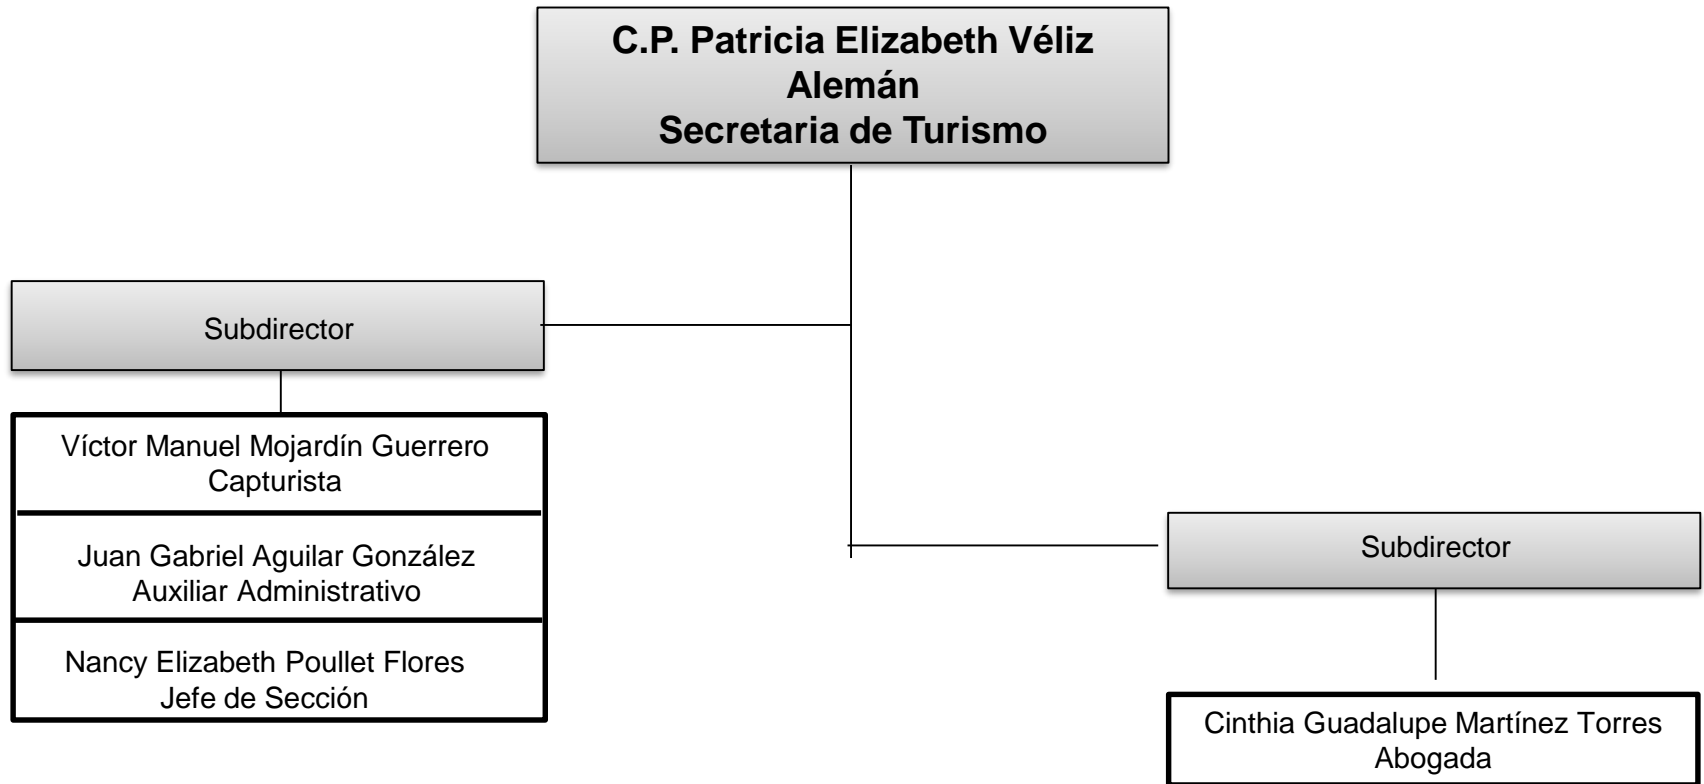 C.P. Patricia Elizabeth Véliz
Alemán
Secretaria de Turismo
Subdirector
Víctor Manuel Mojardín Guerrero
Capturista
Juan Gabriel Aguilar González
Auxiliar Administrativo
Nancy Elizabeth Poullet Flores
Jefe de Sección
Subdirector
Cinthia Guadalupe Martínez Torres
Abogada